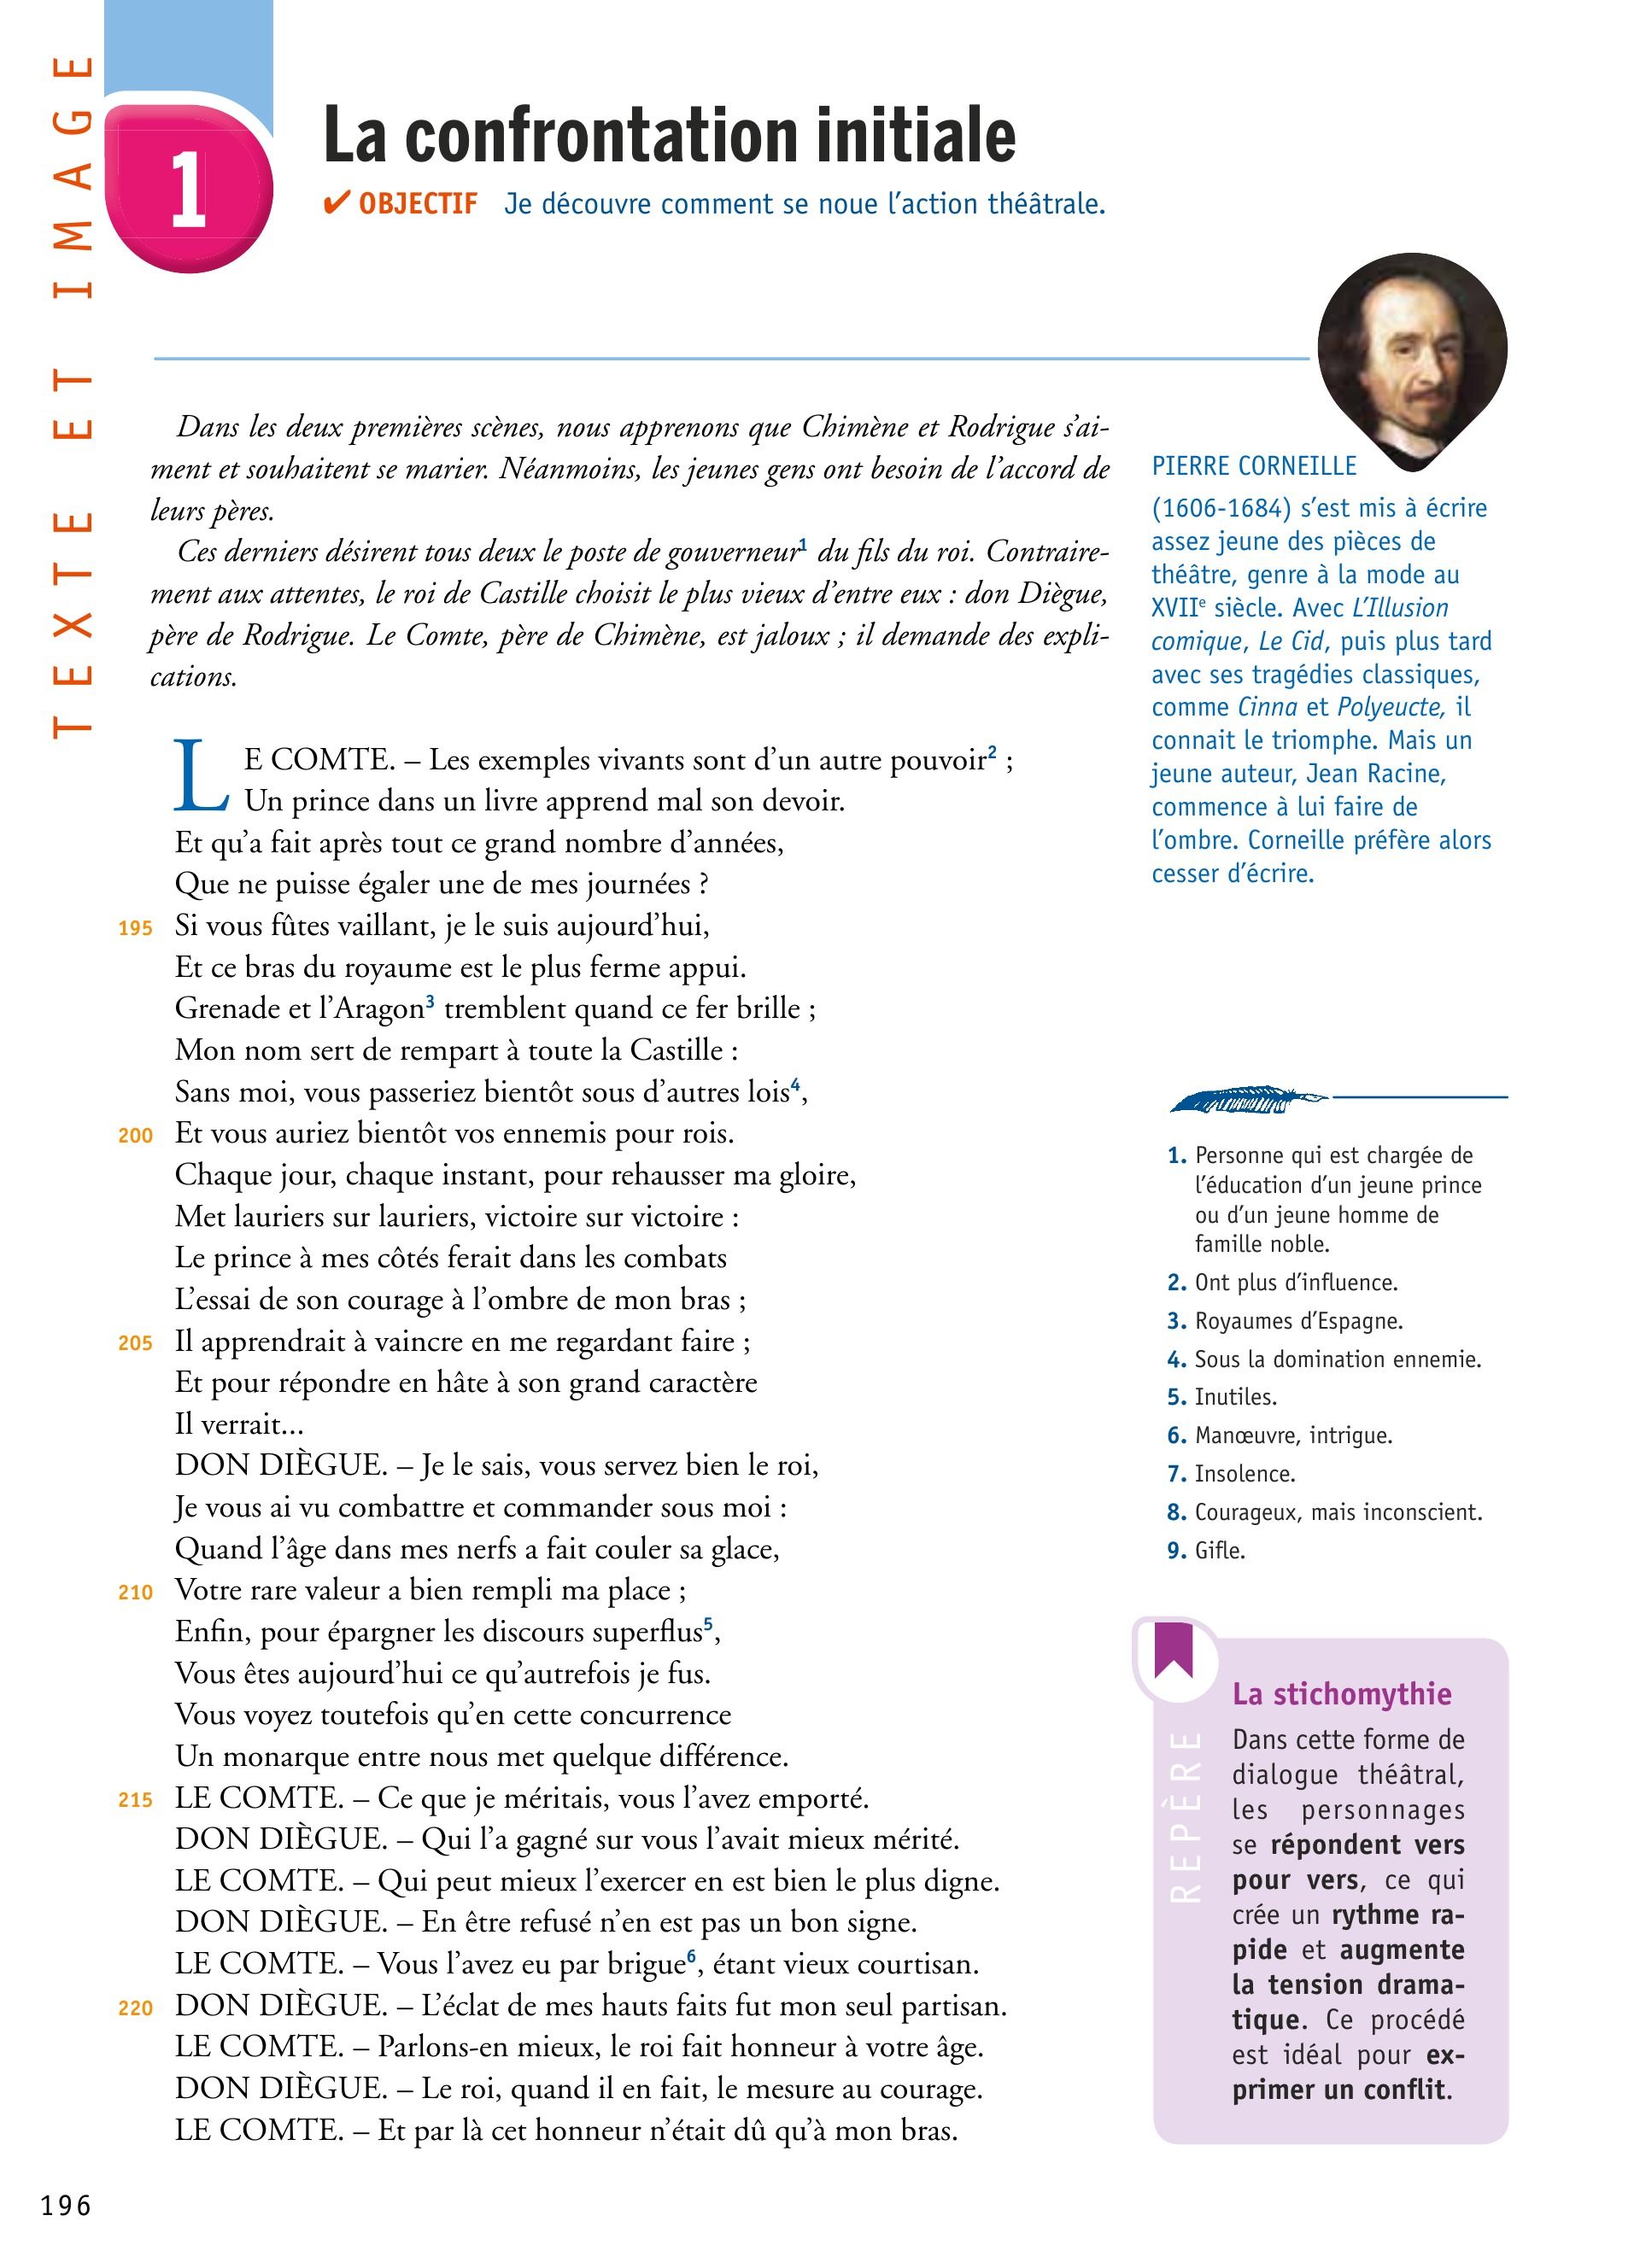 TEXTE ET IMAGE
1
La confrontation initiale
✔ OBJECTIF Je découvre comment se noue l'action théâtrale.
Dans les deux premières scènes, nous apprenons que Chimène et Rodrigue s'ai-
ment et souhaitent se marier. Néanmoins, les jeunes gens ont besoin de l'accord de
leurs pères.
Ces derniers désirent tous deux le poste de gouverneur1 du fils du roi. Contraire-
ment aux attentes, le roi de Castille choisit le plus vieux d'entre eux : don Diègue,
père de Rodrigue. Le Comte, père de Chimène, est jaloux ; il demande des expli-
cations.
LE COMTE. – Les exemples vivants sont d'un autre pouvoir2 ;
Un prince dans un livre apprend mal son devoir.
Et qu'a fait après tout ce grand nombre d'années,
Que ne puisse égaler une de mes journées ?
195 Si vous fûtes vaillant, je le suis aujourd'hui,
Et ce bras du royaume est le plus ferme appui.
Grenade et l'Aragon3 tremblent quand ce fer brille ;
Mon nom sert de rempart à toute la Castille :
Sans moi, vous passeriez bientôt sous d'autres lois4,
200 Et vous auriez bientôt vos ennemis pour rois.
Chaque jour, chaque instant, pour rehausser ma gloire,
Met lauriers sur lauriers, victoire sur victoire :
Le prince à mes côtés ferait dans les combats
L'essai de son courage à l'ombre de mon bras ;
205 Il apprendrait à vaincre en me regardant faire ;
Et pour répondre en hâte à son grand caractère
Il verrait...
DON DIÈGUE. – Je le sais, vous servez bien le roi,
Je vous ai vu combattre et commander sous moi :
Quand l'âge dans mes nerfs a fait couler sa glace,
210 Votre rare valeur a bien rempli ma place ;
Enfin, pour épargner les discours superflus5,
Vous êtes aujourd'hui ce qu'autrefois je fus.
Vous voyez toutefois qu'en cette concurrence
Un monarque entre nous met quelque différence.
215 LE COMTE. – Ce que je méritais, vous l'avez emporté.
DON DIÈGUE. – Qui l'a gagné sur vous l'avait mieux mérité.
LE COMTE. – Qui peut mieux l'exercer en est bien le plus digne.
DON DIÈGUE. – En être refusé n'en est pas un bon signe.
LE COMTE. – Vous l'avez eu par brigue6, étant vieux courtisan.
220 DON DIÈGUE. – L'éclat de mes hauts faits fut mon seul partisan.
LE COMTE. – Parlons-en mieux, le roi fait honneur à votre âge.
DON DIÈGUE. – Le roi, quand il en fait, le mesure au courage.
LE COMTE. – Et par là cet honneur n'était dû qu'à mon bras.
PIERRE CORNEILLE
(1606-1684) s'est mis à écrire
assez jeune des pièces de
théâtre, genre à la mode au
XVIIe siècle. Avec L'Illusion
comique, Le Cid, puis plus tard
avec ses tragédies classiques,
comme Cinna et Polyeucte, il
connait le triomphe. Mais un
jeune auteur, Jean Racine,
commence à lui faire de
l'ombre. Corneille préfère alors
cesser d'écrire.
1. Personne qui est chargée de
l'éducation d'un jeune prince
ou d'un jeune homme de
famille noble.
2. Ont plus d'influence.
3. Royaumes d'Espagne.
4. Sous la domination ennemie.
5. Inutiles.
6. Manœuvre, intrigue.
7. Insolence.
8. Courageux, mais inconscient.
9. Gifle.
REPÈRE
La stichomythie
Dans cette forme de
dialogue théâtral,
les personnages
se répondent vers
pour vers, ce qui
crée un rythme ra-
pide et augmente
la tension drama-
tique. Ce procédé
est idéal pour ex-
primer un conflit.
196